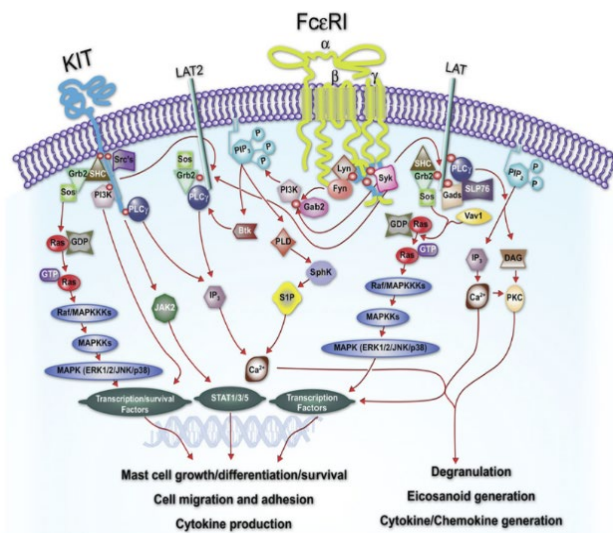 FcεRI
α
KIT
LAT2
β
γ
LAT
Src's
SHC
Grb2
Sos
PI3K
PLCγ
Ras
GDP
GTP
Ras
Raf/MAPKKKs
MAPKKs
MAPK (ERK1/2/JNK/p38)
Sos
Grb2
PLCγ
PIP3
P
P
P
Btk
PLD
SphK
S1P
JAK2
IP3
Ca2+
PI3K
Gab2
Lyn
Fyn
Syk
SHC
Grb2
Sos
PLCγ
Gads
SLP76
Vav1
GDP
Ras
Ras
GTP
Raf/MAPKKKs
MAPKKs
MAPK (ERK1/2/JNK/p38)
P
P
P
IP3
DAG
Ca2+
PKC
Transcription/survival
Factors
STAT1/3/5
Transcription
Factors
Mast cell growth/differentiation/survival
Cell migration and adhesion
Cytokine production
Degranulation
Eicosanoid generation
Cytokine/Chemokine generation